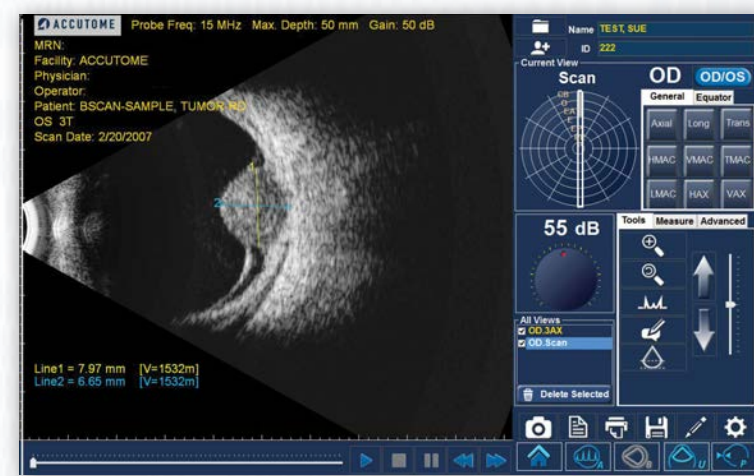 ACCUTOME Probe Freq: 15 MHz Max. Depth: 50 mm Gain: 50 dB
MRN:
Facility: ACCUTOME
Physician:
Operator:
Patient: BSCAN-SAMPLE, TUMOR RD
OS 3T
Scan Date: 2/20/2007
1
2
Line1 = 7.97 mm [V=1532m]
Line2 = 6.65 mm [V=1532m]
Name TEST, SUE
ID 222
Current View
Scan OD OD/OS
General Equator
Axial Long Trans
HMAC VMAC TMAC
LMAC HAX VAX
55 dB
Tools Measure Advanced
All Views
OD.3AX
OD.Scan
Delete Selected